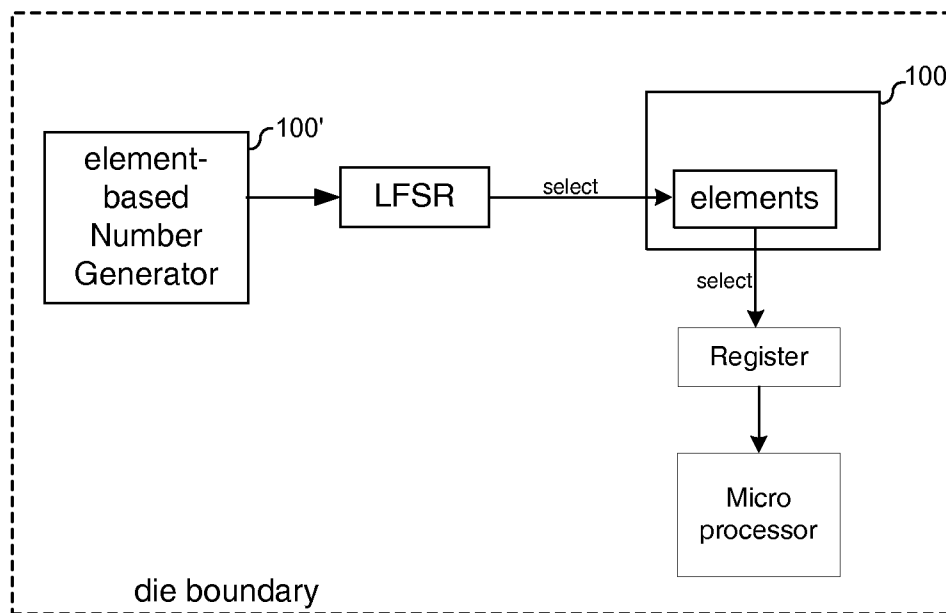 100
100'
element-
based
Number
Generator
LFSR
select
elements
select
Register
Micro
processor
die boundary